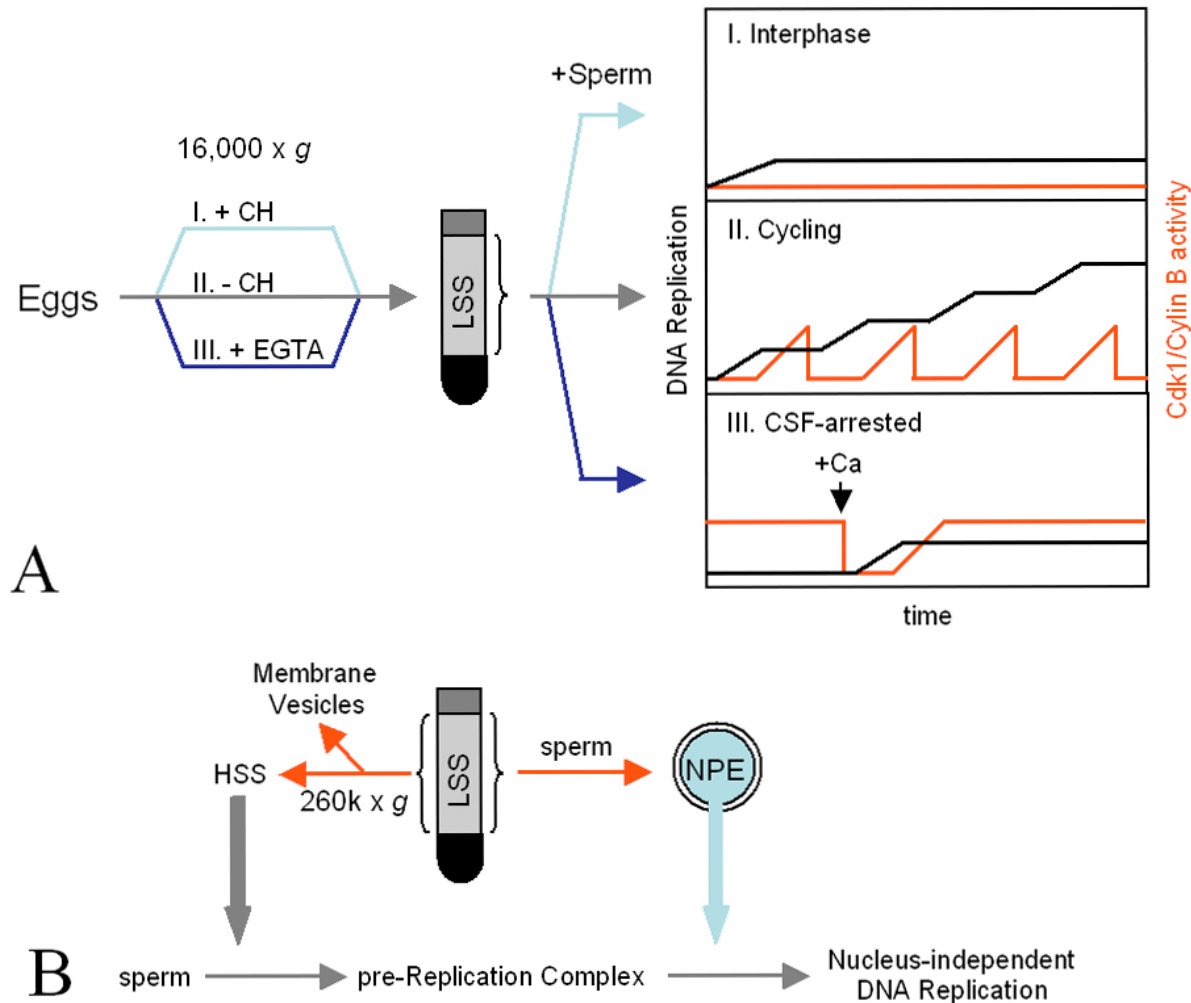 +Sperm
16,000 x g
I. + CH
II. - CH
III. + EGTA
Eggs
LSS
I. Interphase
II. Cycling
III. CSF-arrested
+Ca
DNA Replication
Cdk1/Cylin B activity
time
A
Membrane
Vesicles
HSS
260k x g
LSS
sperm
NPE
B
sperm
pre-Replication Complex
Nucleus-independent
DNA Replication